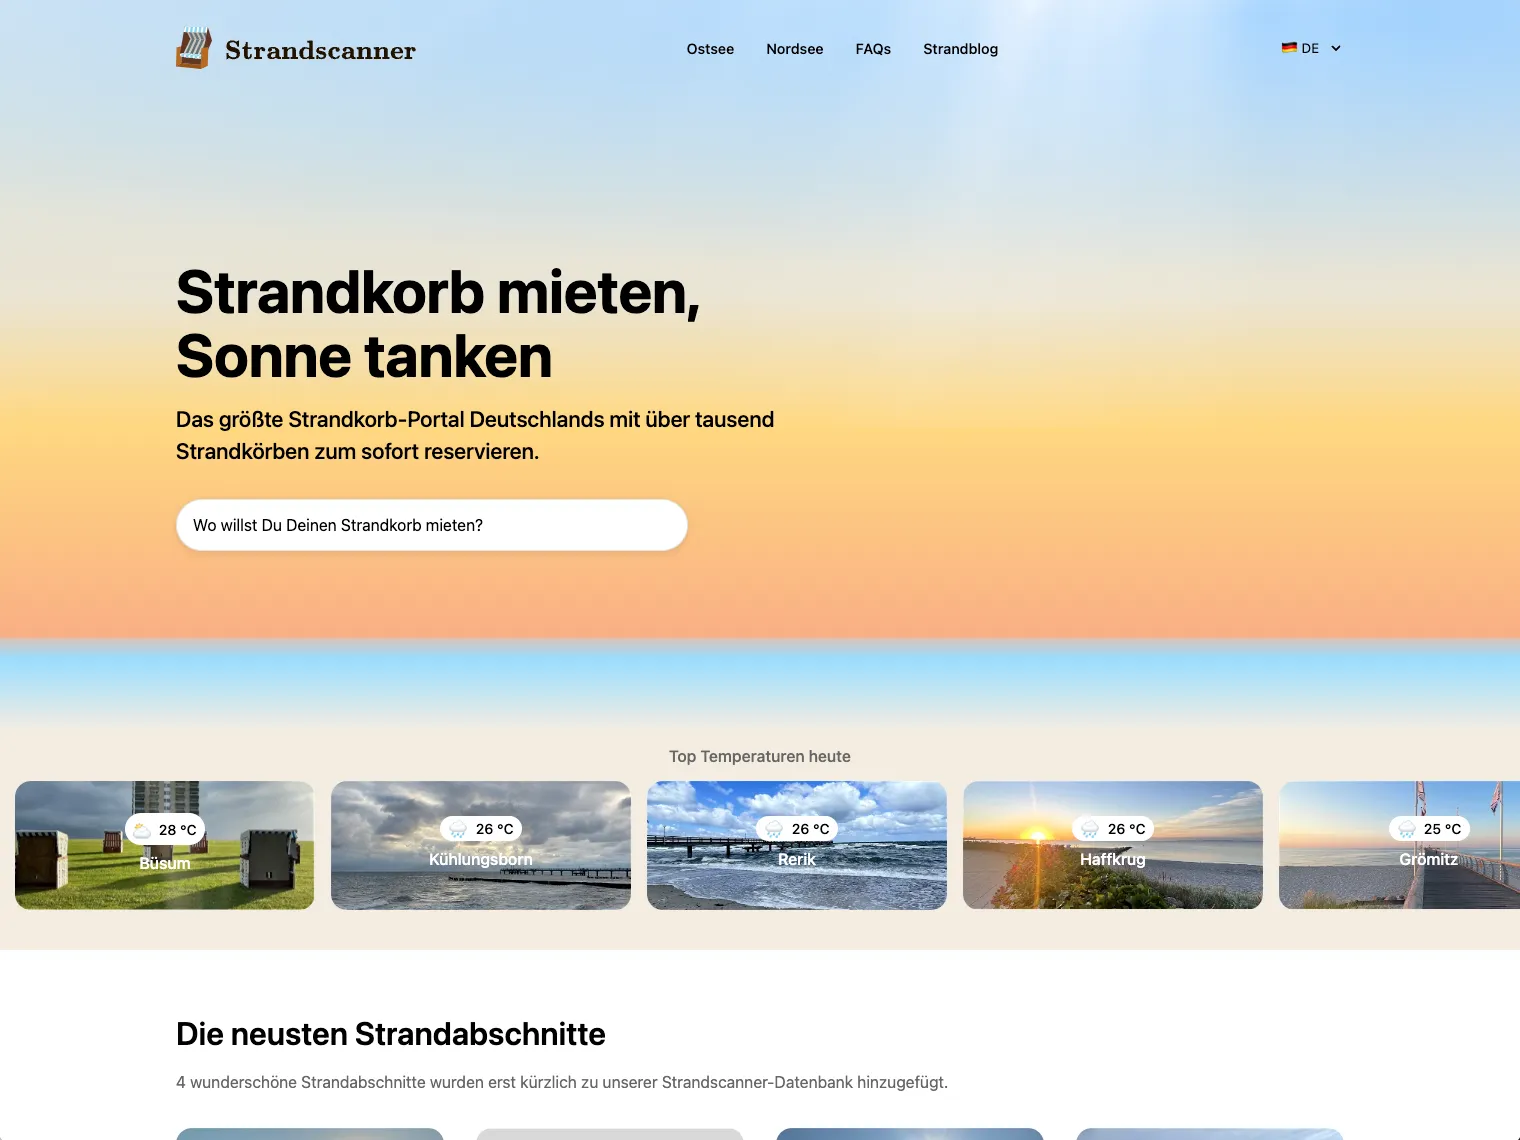 Strandscanner
Ostsee
Nordsee
FAQs
Strandblog
DE
Strandkorb mieten,
Sonne tanken
Das größte Strandkorb-Portal Deutschlands mit über tausend
Strandkörben zum sofort reservieren.
Wo willst Du Deinen Strandkorb mieten?
Top Temperaturen heute
28 °C
Büsum
26 °C
Kühlungsborn
26 °C
Rerik
26 °C
Haffkrug
25 °C
Grömitz
Die neusten Strandabschnitte
4 wunderschöne Strandabschnitte wurden erst kürzlich zu unserer Strandscanner-Datenbank hinzugefügt.